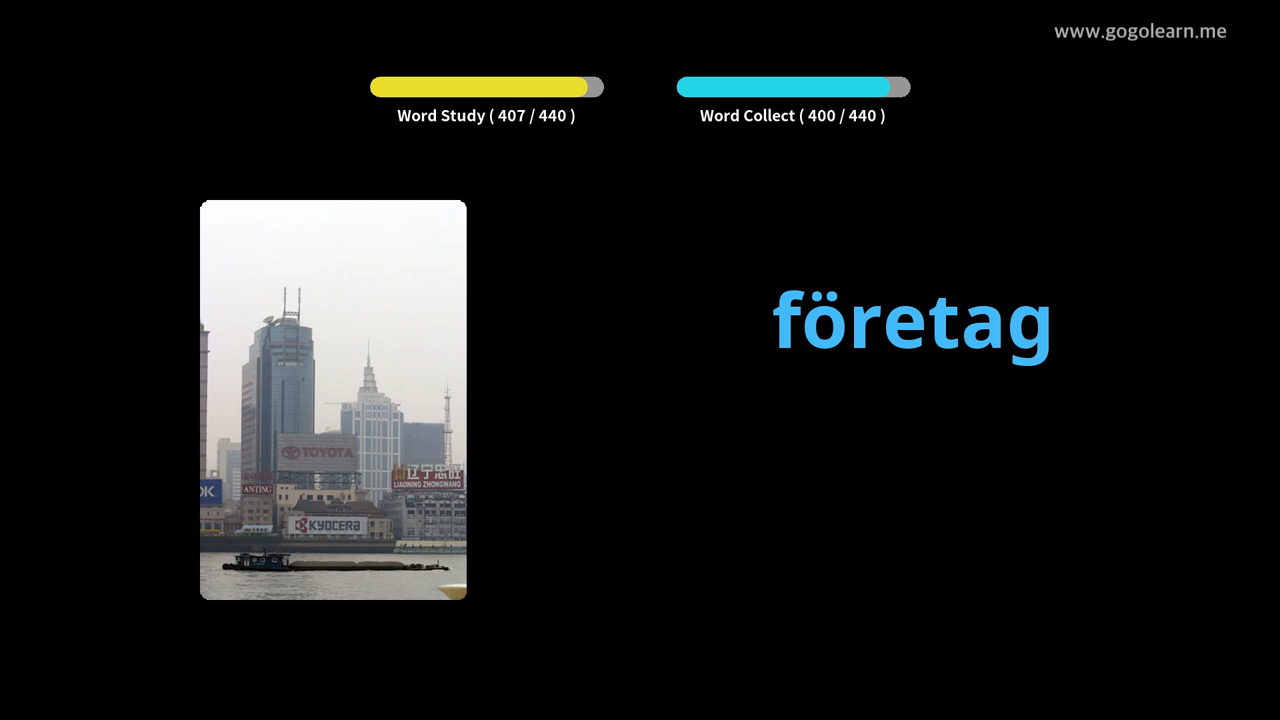 www.gogolearn.me
Word Study ( 407 / 440 )
Word Collect ( 400 / 440 )
företag
TOYOTA
辽宁忠旺
LIAONING ZHONGWANG
ANTING
OK
KYOCERA